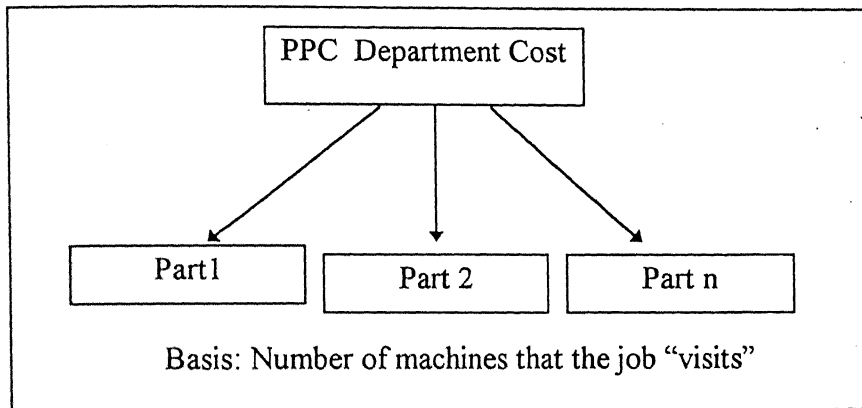 PPC Department Cost
Part1
Part 2
Part n
Basis: Number of machines that the job “visits”